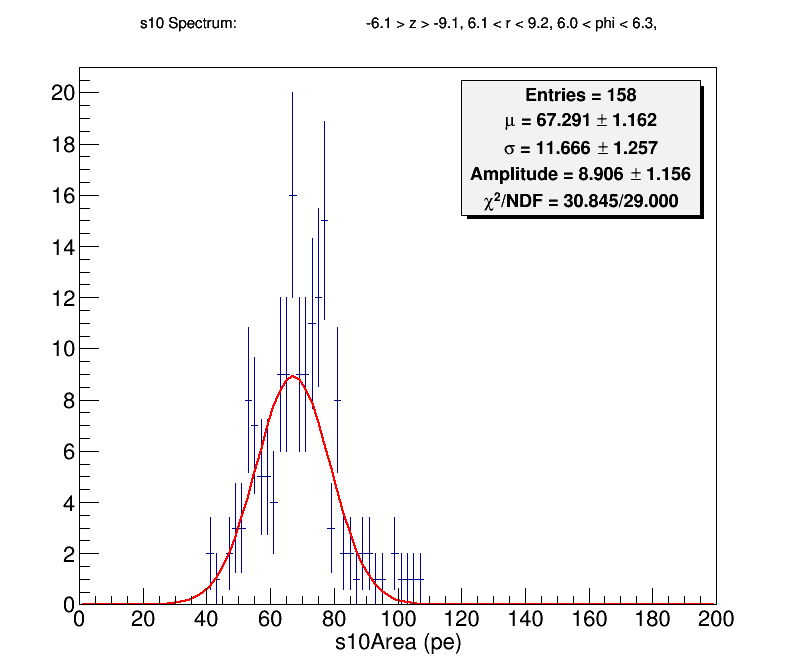 s10 Spectrum: -6.1 > z > -9.1, 6.1 < r < 9.2, 6.0 < phi < 6.3,
Entries = 158
μ = 67.291 ± 1.162
σ = 11.666 ± 1.257
Amplitude = 8.906 ± 1.156
χ²/NDF = 30.845/29.000
20
18
16
14
12
10
8
6
4
2
0
0 20 40 60 80 100 120 140 160 180 200
s10Area (pe)